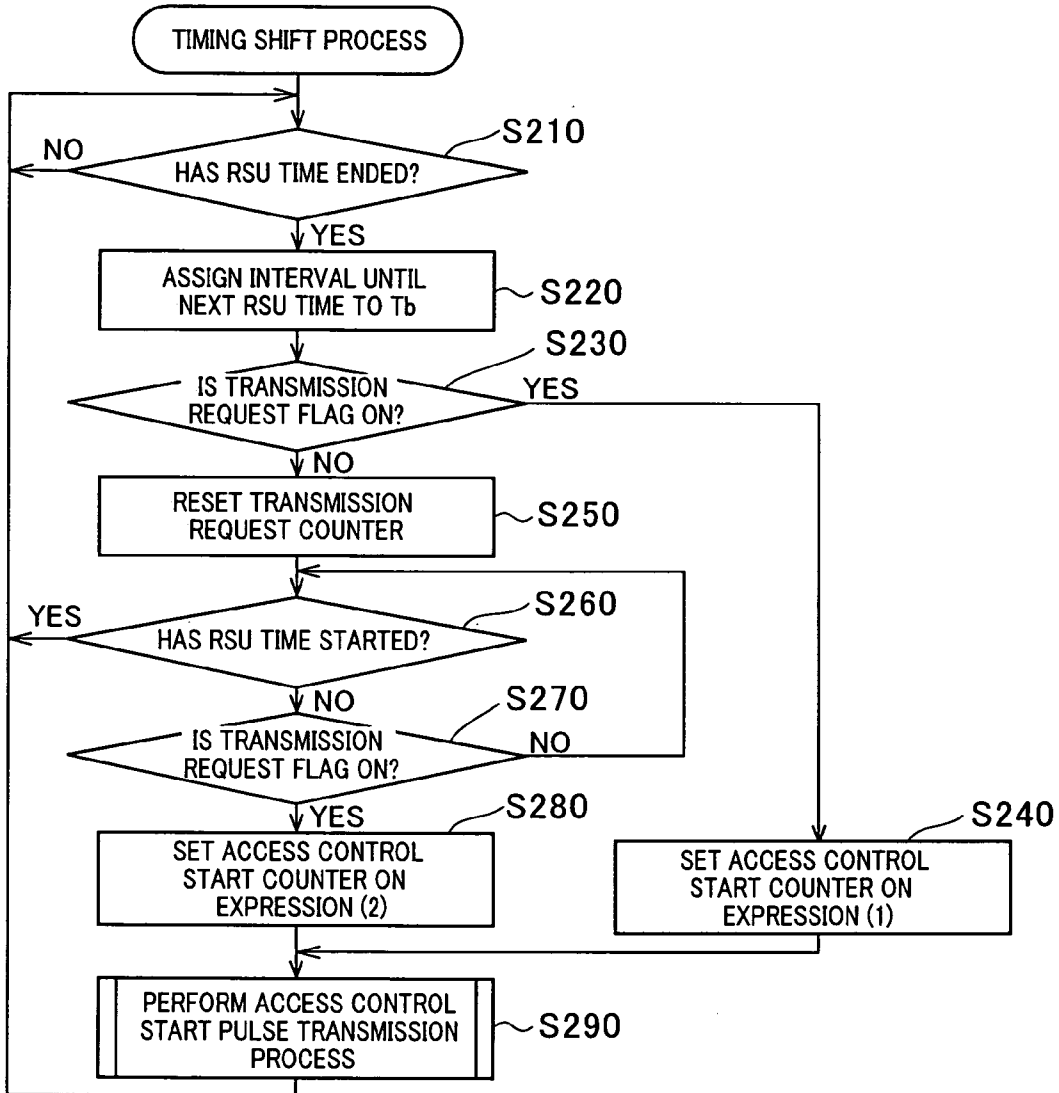 TIMING SHIFT PROCESS
S210
NO
HAS RSU TIME ENDED?
YES
ASSIGN INTERVAL UNTIL
NEXT RSU TIME TO Tb
S220
S230
IS TRANSMISSION
REQUEST FLAG ON?
YES
NO
RESET TRANSMISSION
REQUEST COUNTER
S250
S260
YES
HAS RSU TIME STARTED?
NO
S270
IS TRANSMISSION
REQUEST FLAG ON?
NO
YES
S280
SET ACCESS CONTROL
START COUNTER ON
EXPRESSION (2)
S240
SET ACCESS CONTROL
START COUNTER ON
EXPRESSION (1)
PERFORM ACCESS CONTROL
START PULSE TRANSMISSION
PROCESS
S290